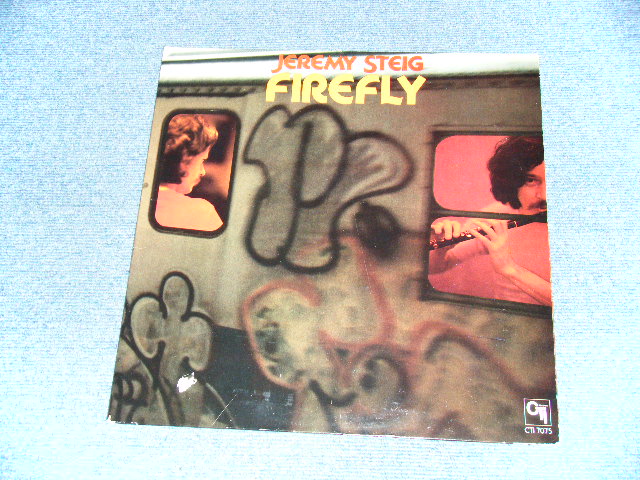 JEREMY STEIG
FIREFLY
CTI
CTI 7075